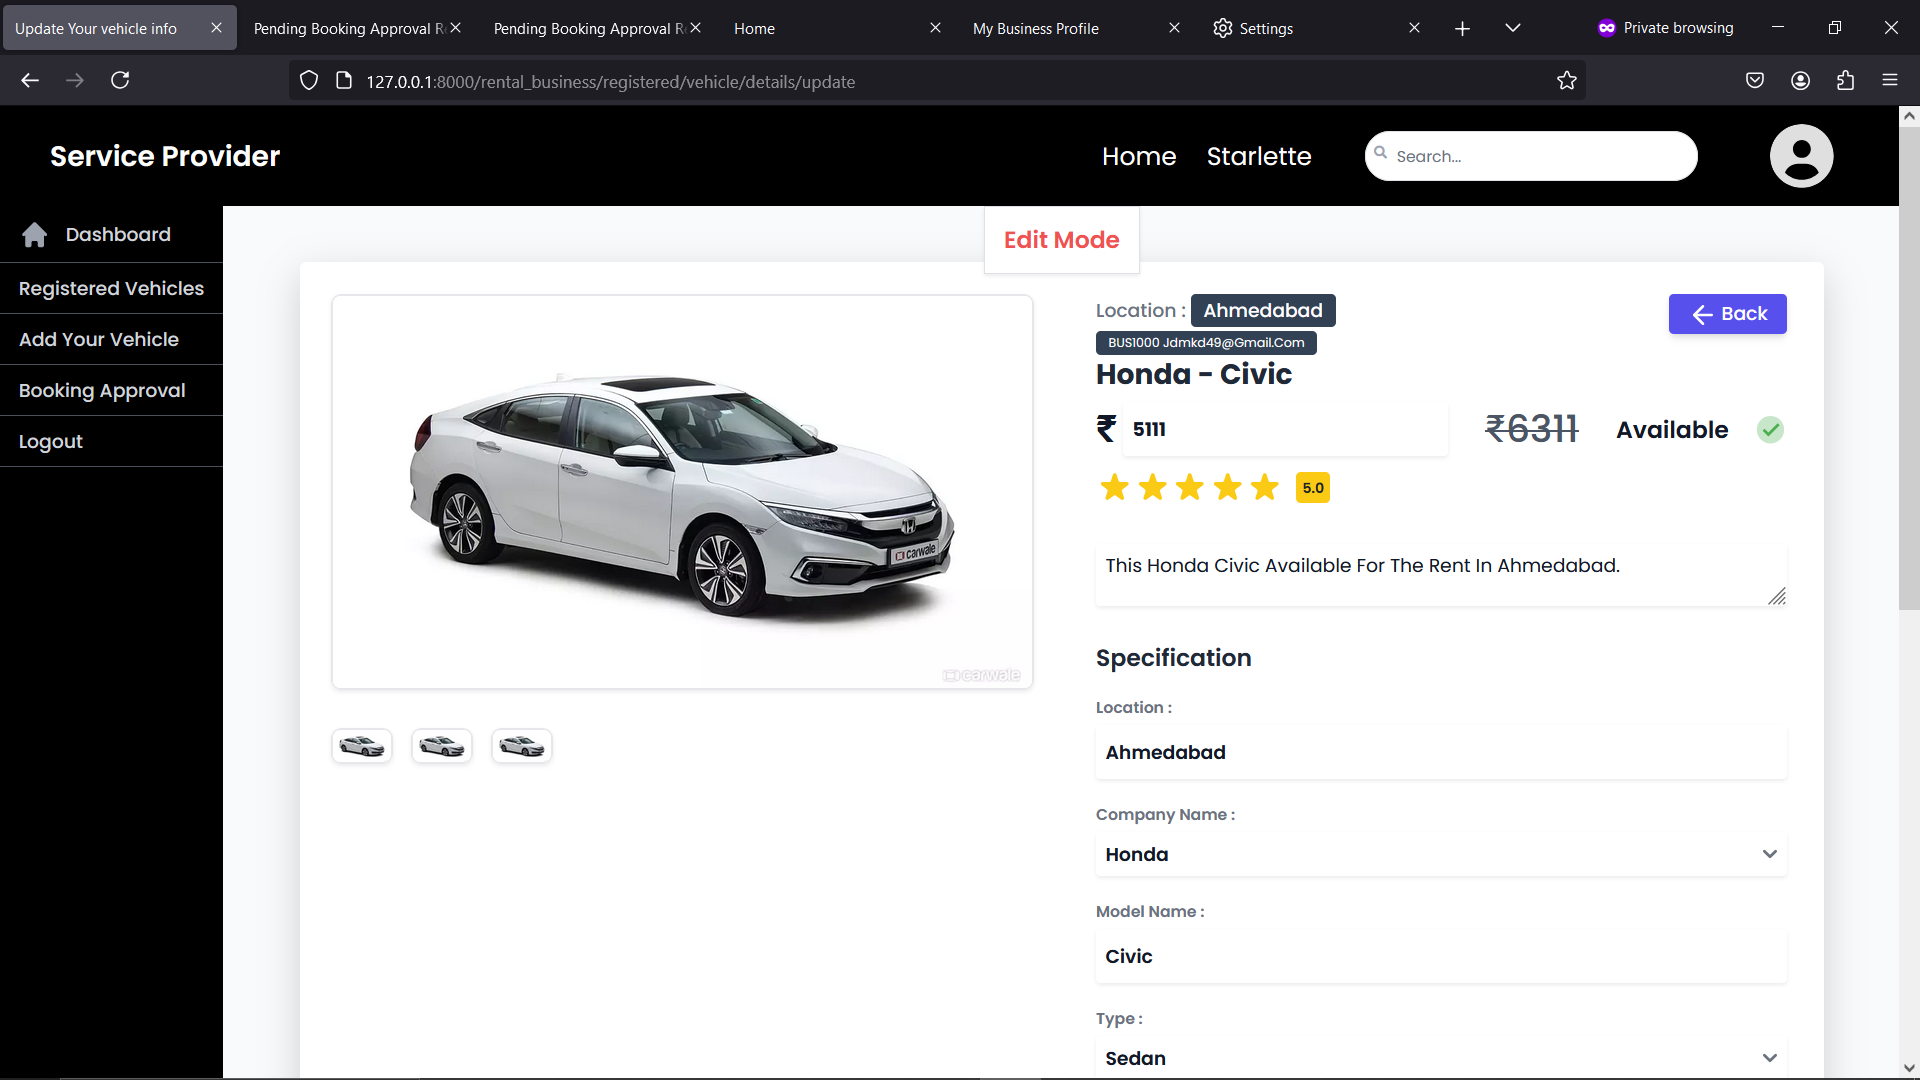 Update Your vehicle info
Pending Booking Approval R
Pending Booking Approval R
Home
My Business Profile
Settings
Private browsing
127.0.0.1:8000/rental_business/registered/vehicle/details/update
Service Provider
Home
Starlette
Search...
Dashboard
Registered Vehicles
Add Your Vehicle
Booking Approval
Logout
Edit Mode
carwale
carwale
Location : Ahmedabad
Back
BUS1000 Jdmkd49@Gmail.Com
Honda - Civic
₹ 5111
₹6311
Available
5.0
This Honda Civic Available For The Rent In Ahmedabad.
Specification
Location :
Ahmedabad
Company Name :
Honda
Model Name :
Civic
Type :
Sedan